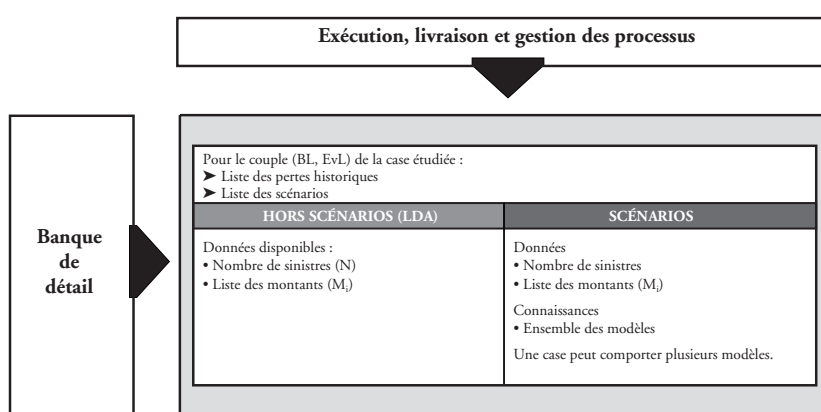 Exécution, livraison et gestion des processus
Banque
de
détail
Pour le couple (BL, EvL) de la case étudiée :
➤ Liste des pertes historiques
➤ Liste des scénarios
HORS SCÉNARIOS (LDA)
Données disponibles :
• Nombre de sinistres (N)
• Liste des montants (Mi)
SCÉNARIOS
Données
• Nombre de sinistres
• Liste des montants (Mi)
Connaissances
• Ensemble des modèles
Une case peut comporter plusieurs modèles.